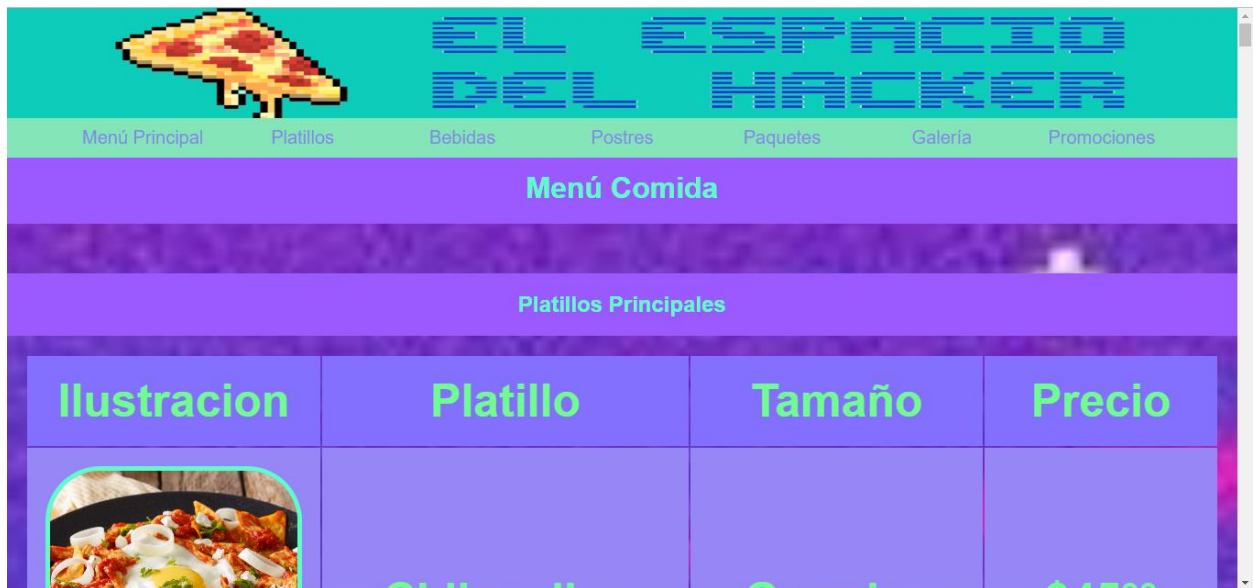 EL ESPACIO
DEL HACKER
Menú Principal Platillos Bebidas Postres Paquetes Galería Promociones
Menú Comida
Platillos Principales
Ilustracion Platillo Tamaño Precio